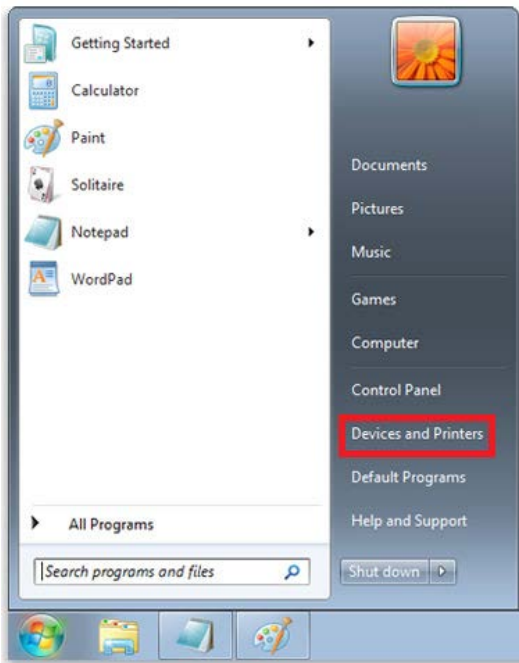 Getting Started
Calculator
Paint
Solitaire
Notepad
WordPad
All Programs
Search programs and files
Documents
Pictures
Music
Games
Computer
Control Panel
Devices and Printers
Default Programs
Help and Support
Shut down